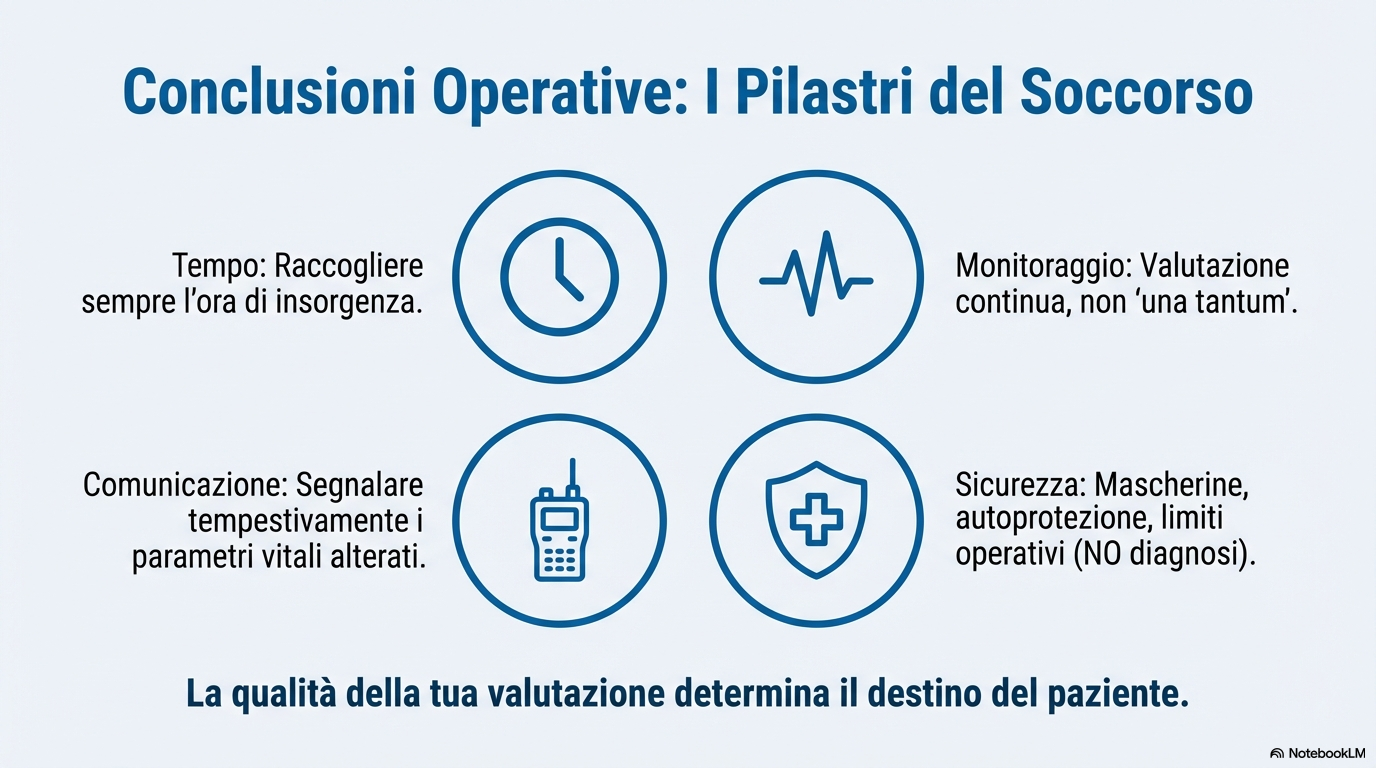 Conclusioni Operative: I Pilastri del Soccorso
Tempo: Raccogliere
sempre l’ora di insorgenza.
Monitoraggio: Valutazione
continua, non ‘una tantum’.
Comunicazione: Segnalare
tempestivamente i
parametri vitali alterati.
Sicurezza: Mascherine,
autoprotezione, limiti
operativi (NO diagnosi).
La qualità della tua valutazione determina il destino del paziente.
NotebookLM